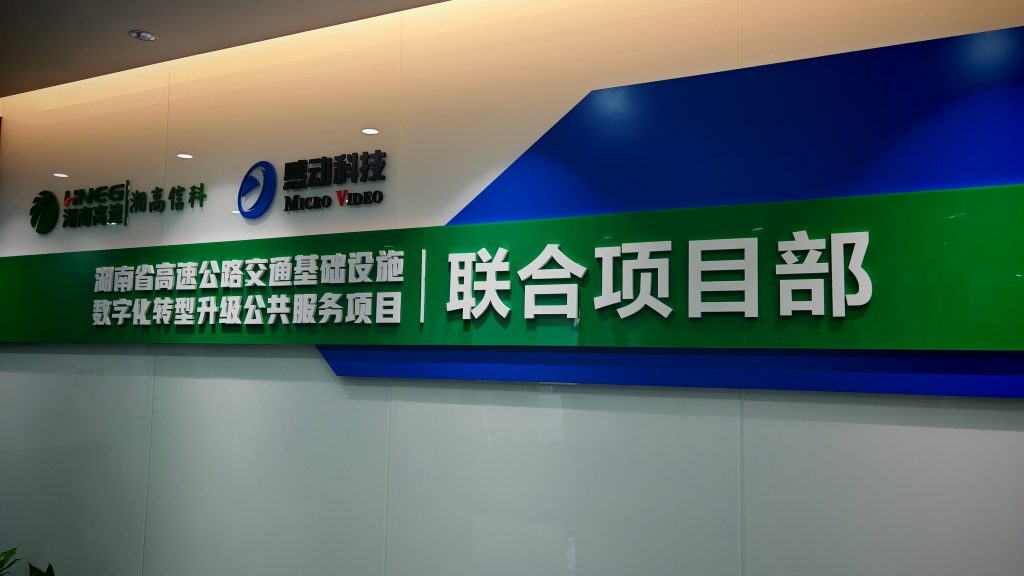 HNEG
湖南高速
湘高信科
感动科技
MICRO VIDEO
湖南省高速公路交通基础设施
数字化转型升级公共服务项目
联合项目部